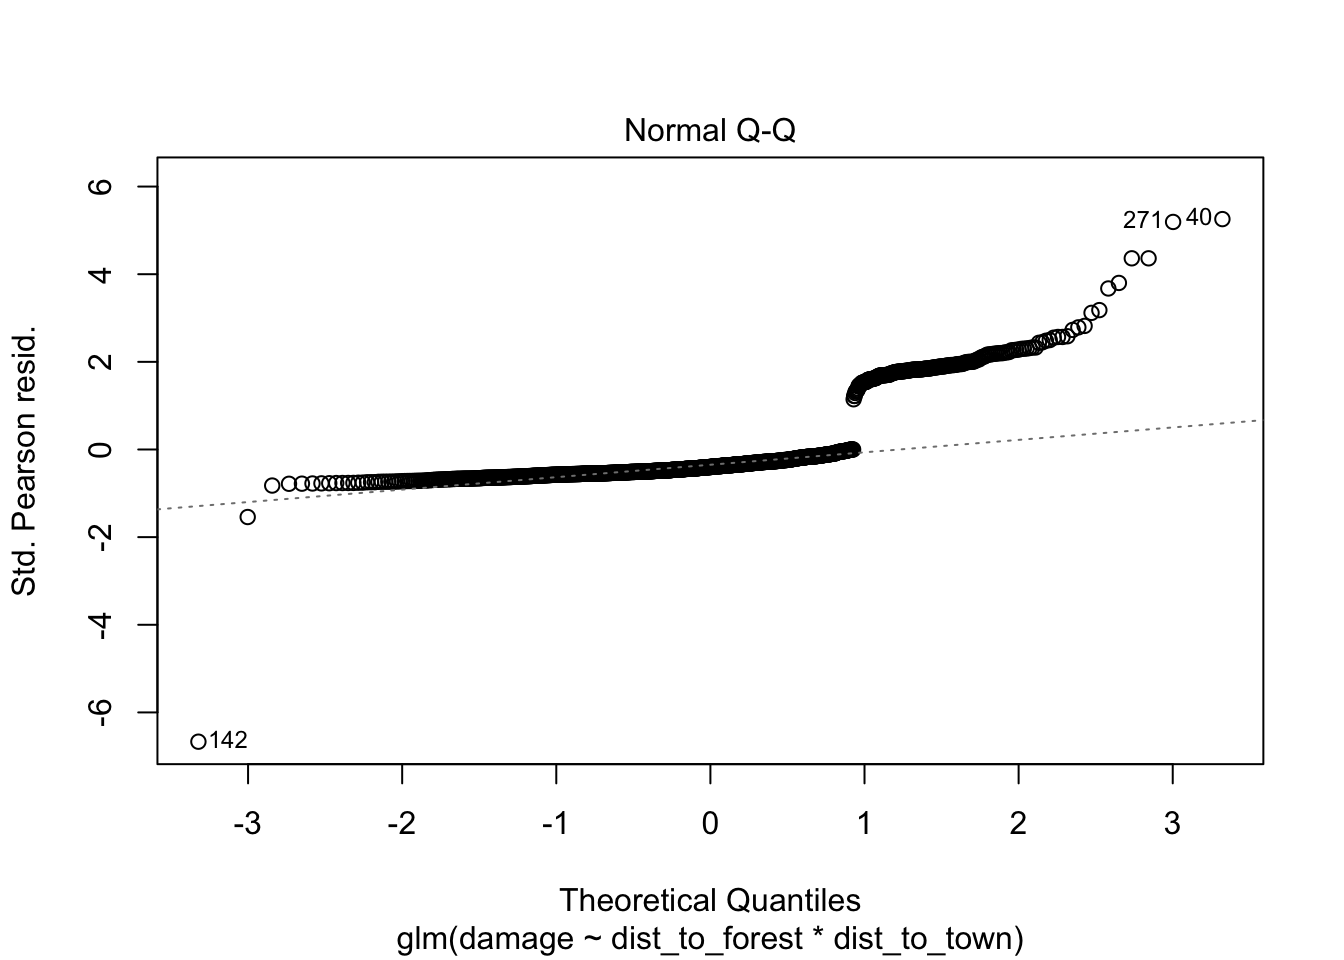 Normal Q-Q
Std. Pearson resid.
6
4
2
0
-2
-4
-6
271
40
142
-3 -2 -1 0 1 2 3
Theoretical Quantiles
glm(damage ~ dist_to_forest * dist_to_town)